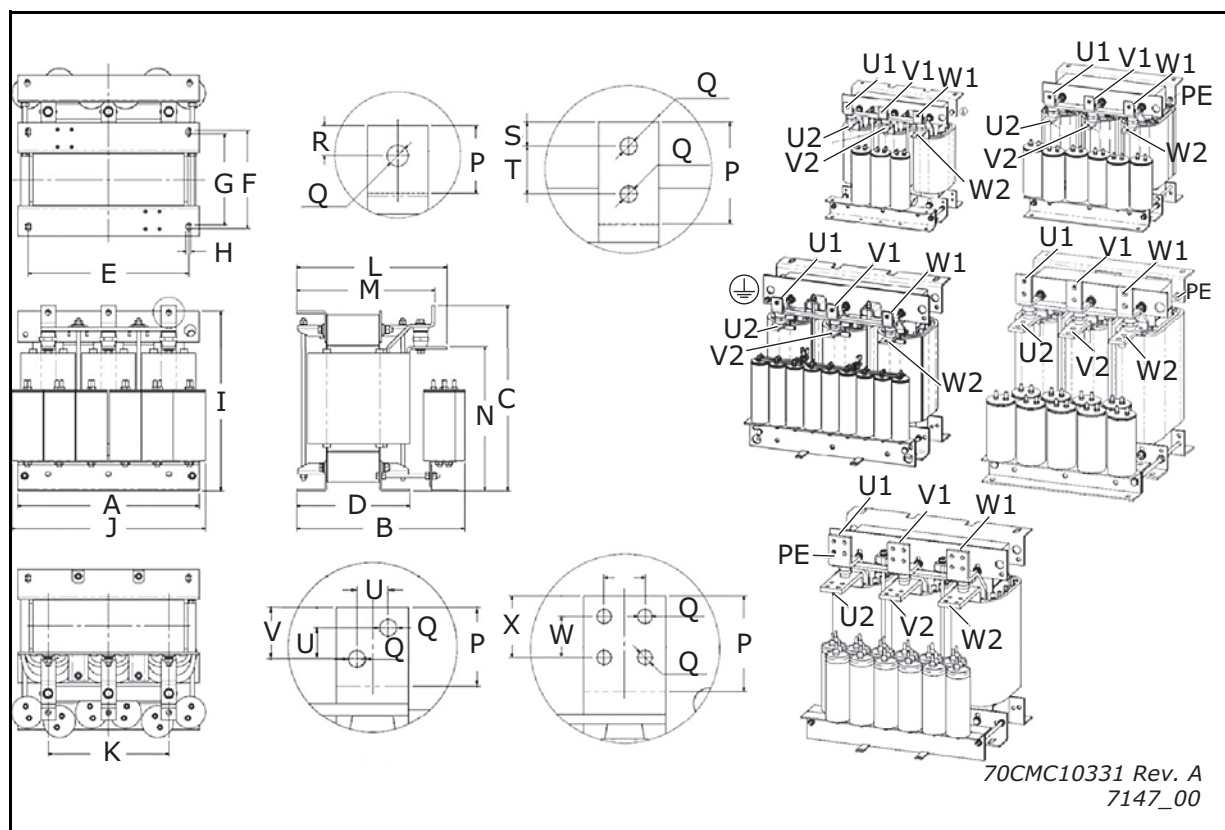 G
F
H
E
R
P
Q
S
T
Q
Q
P
L
M
I
N
C
A
J
D
B
K
V
U
U
Q
Q
P
X
W
Q
Q
P
U1
V1
W1
U2
V2
W2
U1
V1
W1
PE
U2
V2
W2
U1
V1
W1
U2
V2
W2
U1
V1
W1
PE
U2
V2
W2
U1
V1
W1
PE
U2
V2
W2
70CMC10331 Rev. A
7147_00